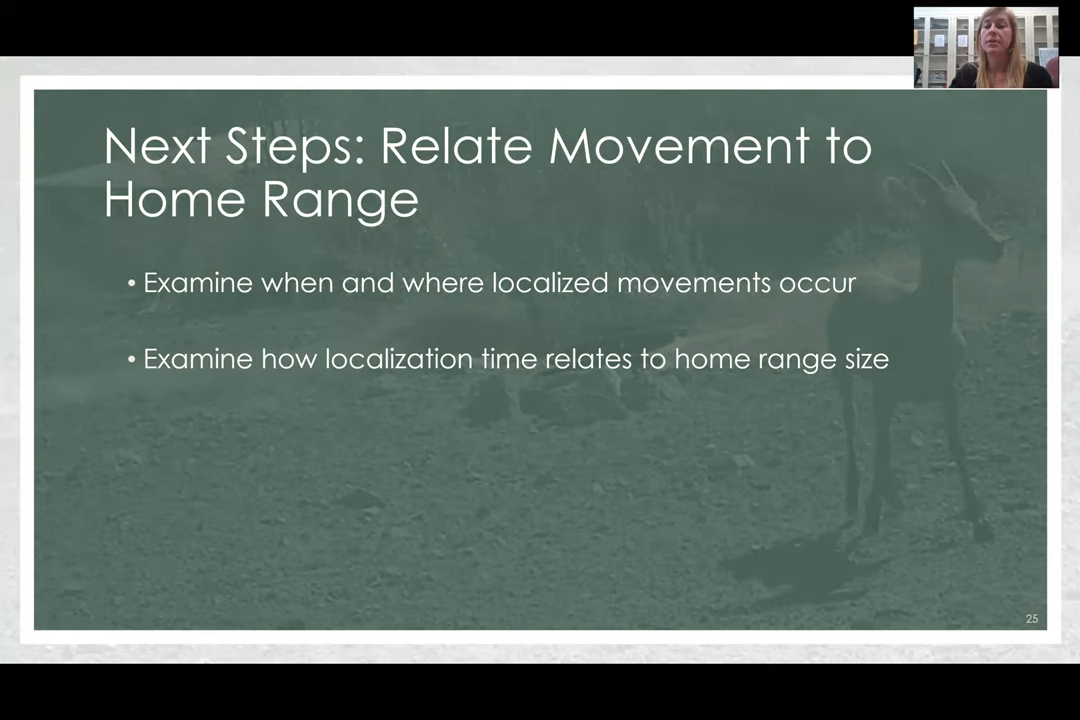 Next Steps: Relate Movement to
Home Range
• Examine when and where localized movements occur
• Examine how localization time relates to home range size
25